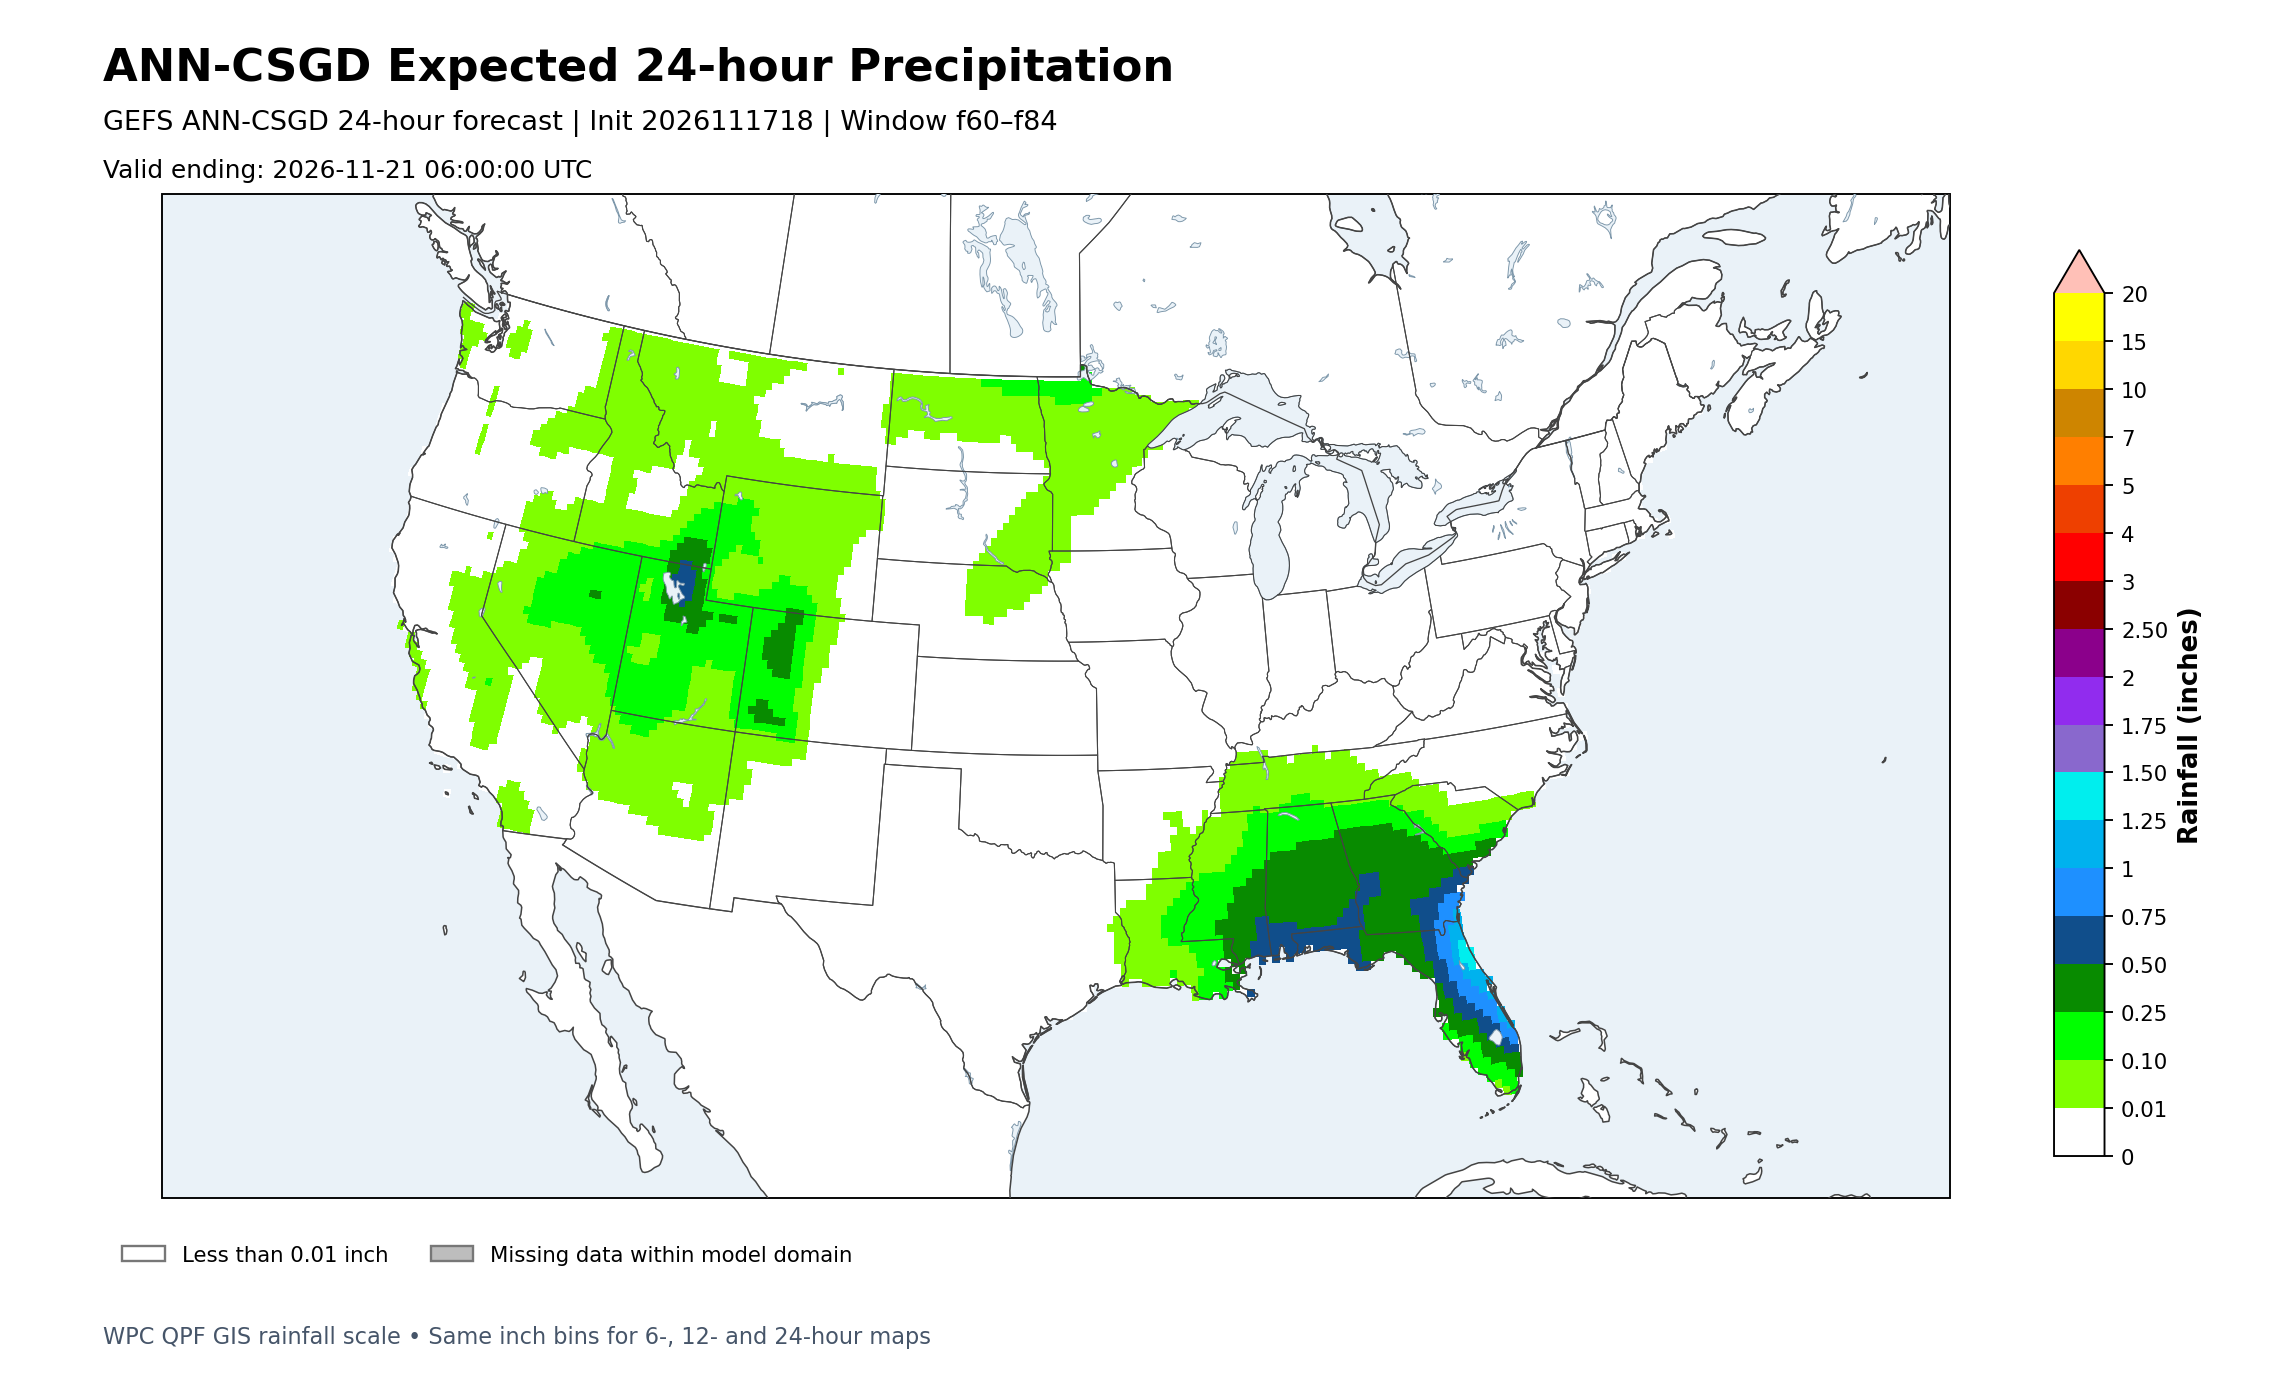 ANN-CSGD Expected 24-hour Precipitation
GEFS ANN-CSGD 24-hour forecast | Init 2026111718 | Window f60–f84
Valid ending: 2026-11-21 06:00:00 UTC
20
15
10
7
5
4
3
2.50
2
1.75
1.50
1.25
1
0.75
0.50
0.25
0.10
0.01
0
Rainfall (inches)
Less than 0.01 inch
Missing data within model domain
WPC QPF GIS rainfall scale • Same inch bins for 6-, 12- and 24-hour maps